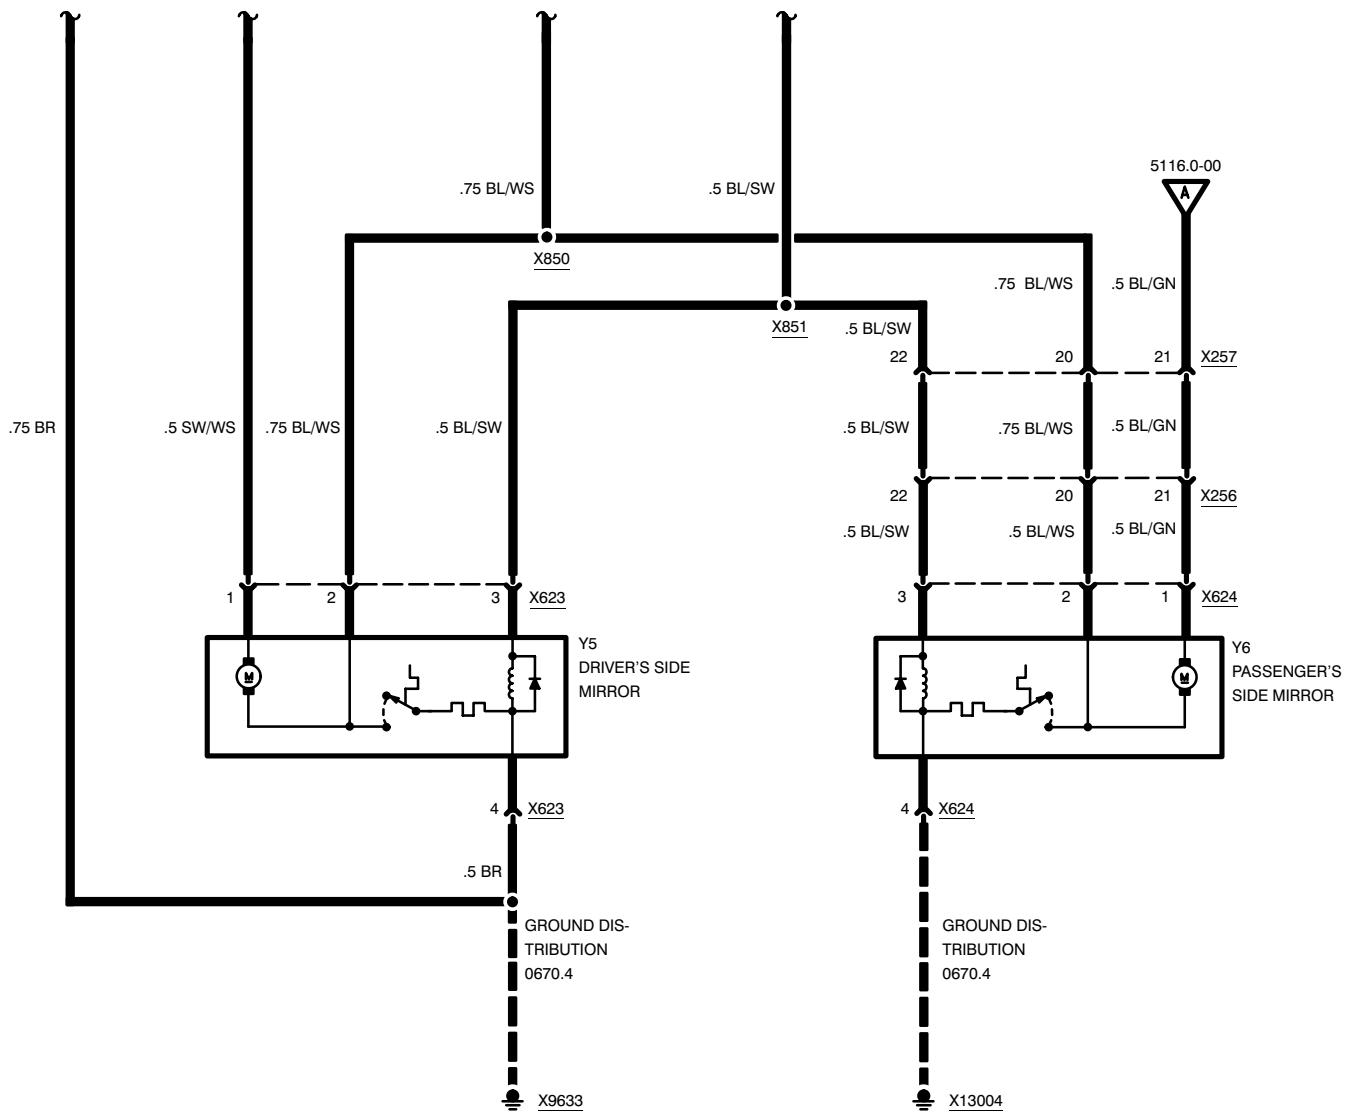 5116.0-00
A
.75 BL/WS
.5 BL/SW
X850
.75 BL/WS
.5 BL/GN
X851
.5 BL/SW
22
20
21
X257
.75 BR
.5 SW/WS
.75 BL/WS
.5 BL/SW
.5 BL/SW
.75 BL/WS
.5 BL/GN
22
20
21
X256
.5 BL/SW
.5 BL/WS
.5 BL/GN
1
2
3
X623
3
2
1
X624
Y5
DRIVER'S SIDE
MIRROR
M
Y6
PASSENGER'S
SIDE MIRROR
M
4
X623
4
X624
.5 BR
GROUND DIS-
TRIBUTION
0670.4
GROUND DIS-
TRIBUTION
0670.4
X9633
X13004